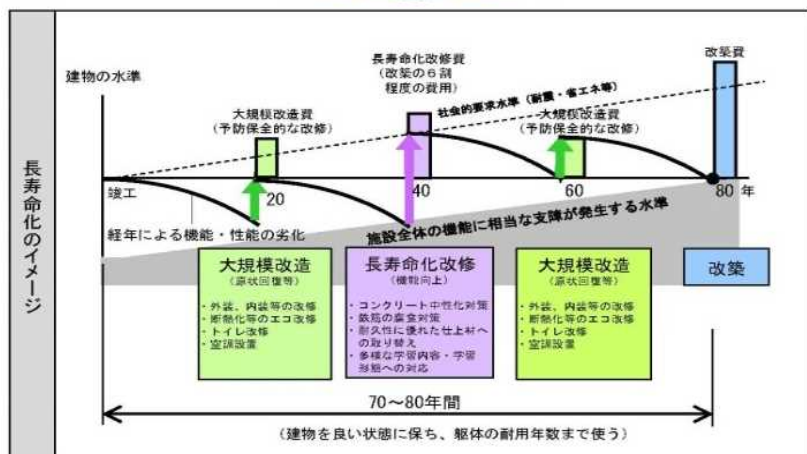 長寿命化のイメージ
建物の水準
長寿命化改修費
(改築の6割
程度の費用)
改築費
社会的要求水準（耐震・省エネ等）
大規模改造費
(予防保全的な改修)
大規模改造費
(予防保全的な改修)
竣工
20
40
60
80 年
経年による機能・性能の劣化
施設全体の機能に相当な支障が発生する水準
大規模改造
(原状回復等)
・外装、内装等の改修
・断熱化等のエコ改修
・トイレ改修
・空調設置
長寿命化改修
(機能向上)
・コンクリート中性化対策
・鉄筋の腐食対策
・耐久性に優れた仕上材へ
の取り替え
・多様な学習内容・学習
形態への対応
大規模改造
(原状回復等)
・外装、内装等の改修
・断熱化等のエコ改修
・トイレ改修
・空調設置
改築
70～80年間
(建物を良い状態に保ち、躯体の耐用年数まで使う)